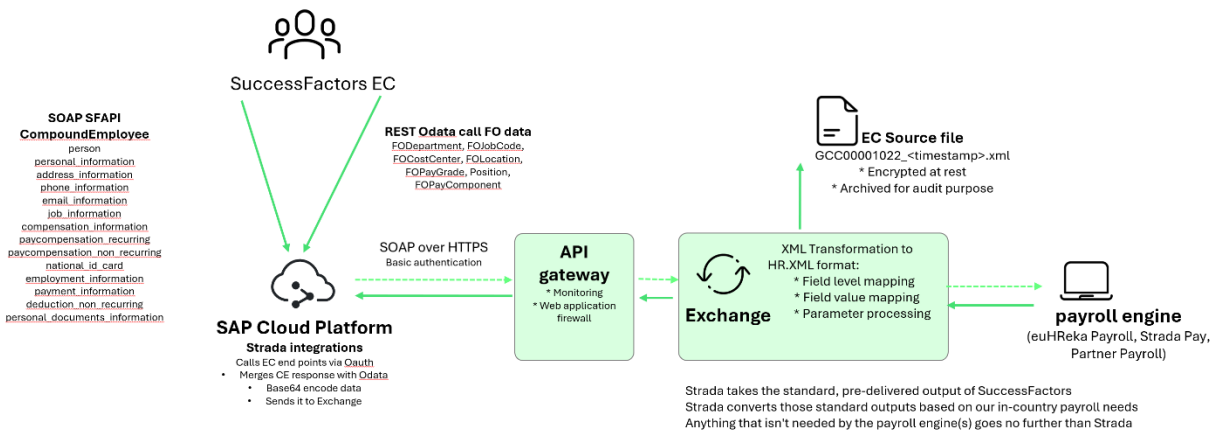 SuccessFactors EC
SOAP SFAPI
CompoundEmployee
person
personal_information
address_information
phone_information
email_information
job_information
compensation_information
paycompensation_recurring
paycompensation_non_recurring
national_id_card
employment_information
payment_information
deduction_non_recurring
personal_documents_information
REST Odata call FO data
FODepartment, FOJobCode,
FOCostCenter, FOLocation,
FOPayGrade, Position,
FOPayComponent
EC Source file
GCC00001022_<timestamp>.xml
* Encrypted at rest
* Archived for audit purpose
SOAP over HTTPS
Basic authentication
API
gateway
* Monitoring
* Web application
firewall
Exchange
XML Transformation to
HR.XML format:
* Field level mapping
* Field value mapping
* Parameter processing
payroll engine
(euHReka Payroll, Strada Pay,
Partner Payroll)
SAP Cloud Platform
Strada integrations
Calls EC end points via Oauth
• Merges CE response with Odata
• Base64 encode data
• Sends it to Exchange
Strada takes the standard, pre-delivered output of SuccessFactors
Strada converts those standard outputs based on our in-country payroll needs
Anything that isn't needed by the payroll engine(s) goes no further than Strada